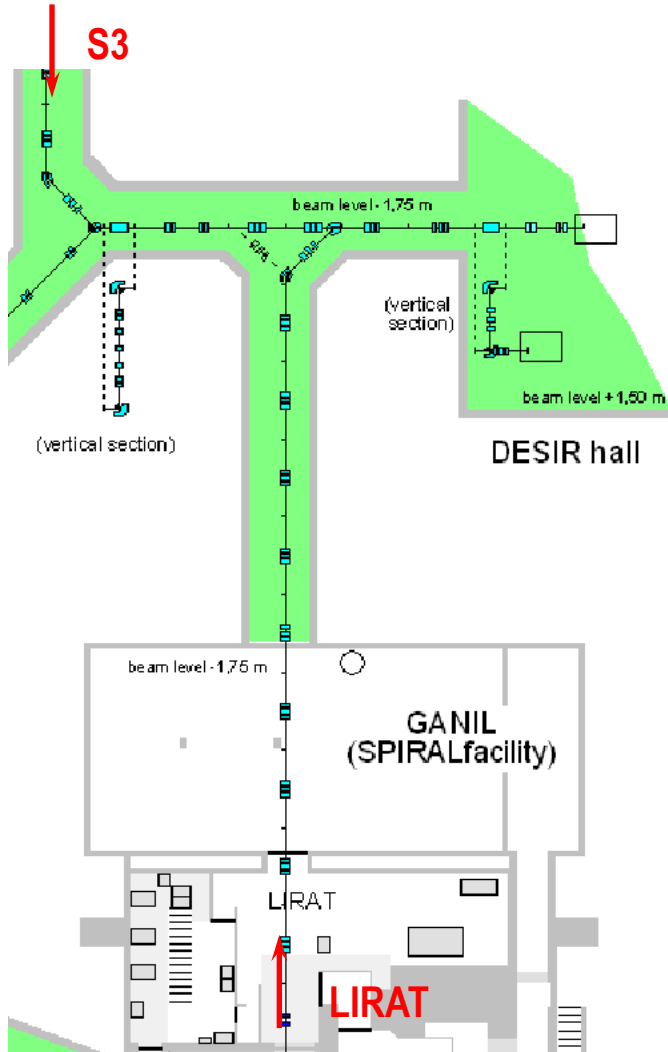 S3
beam level - 1,75 m
(vertical
section)
beam level + 1,50 m
(vertical section)
DESIR hall
beam level - 1,75 m
GANIL
(SPIRALfacility)
LIRAT
LIRAT